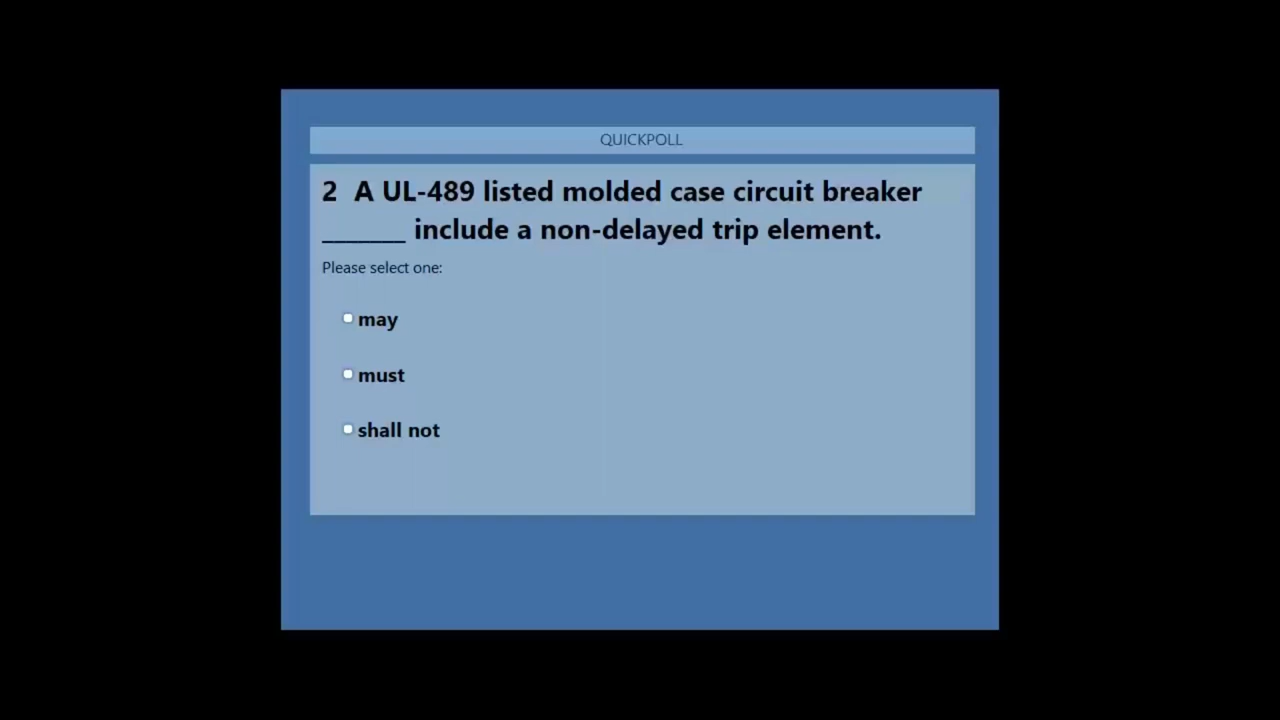 QUICKPOLL
2 A UL-489 listed molded case circuit breaker
_______ include a non-delayed trip element.
Please select one:
may
must
shall not